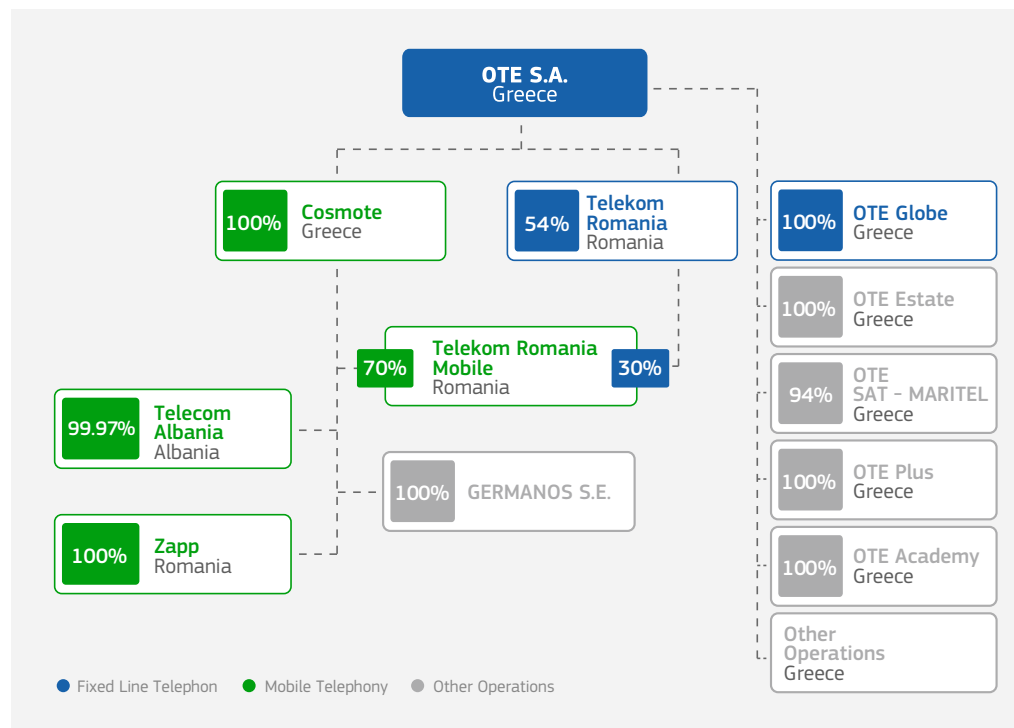 OTE S.A.
Greece
100%
Cosmote
Greece
54%
Telekom
Romania
Romania
100%
OTE Globe
Greece
100%
OTE Estate
Greece
70%
Telekom Romania
Mobile
Romania
30%
94%
OTE
SAT - MARITEL
Greece
99.97%
Telecom
Albania
Albania
100%
GERMANOS S.E.
100%
OTE Plus
Greece
100%
Zapp
Romania
100%
OTE Academy
Greece
Other
Operations
Greece
Fixed Line Telephon
Mobile Telephony
Other Operations